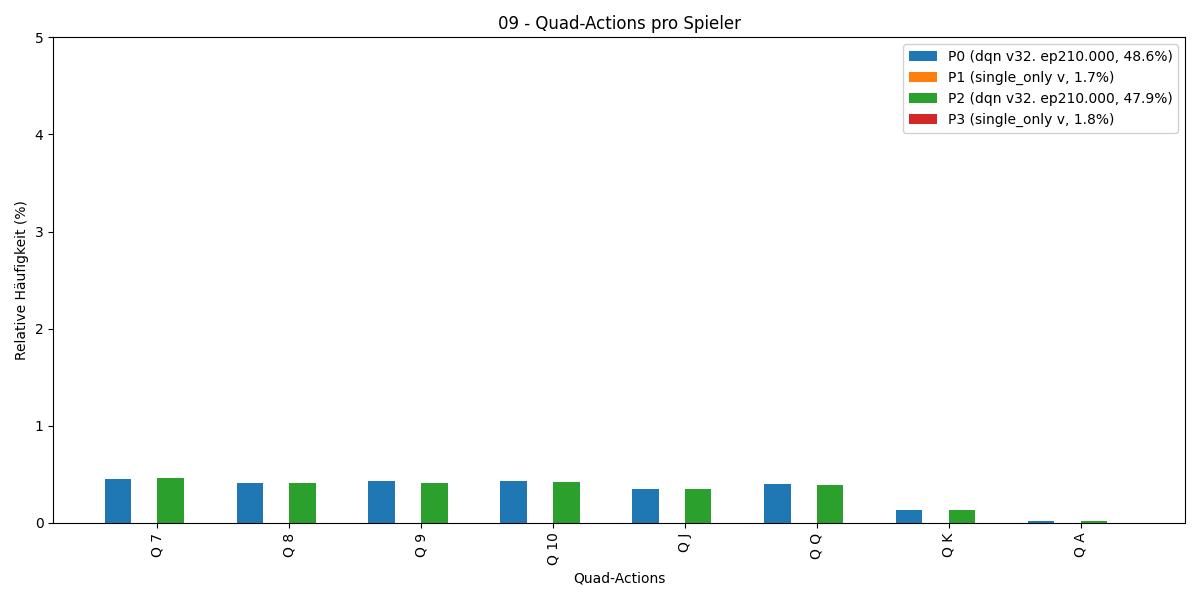 09 - Quad-Actions pro Spieler
P0 (dqn v32. ep210.000, 48.6%)
P1 (single_only v, 1.7%)
P2 (dqn v32. ep210.000, 47.9%)
P3 (single_only v, 1.8%)
Relative Häufigkeit (%)
5
4
3
2
1
0
Q 7
Q 8
Q 9
Q 10
Q J
Q Q
Q K
Q A
Quad-Actions